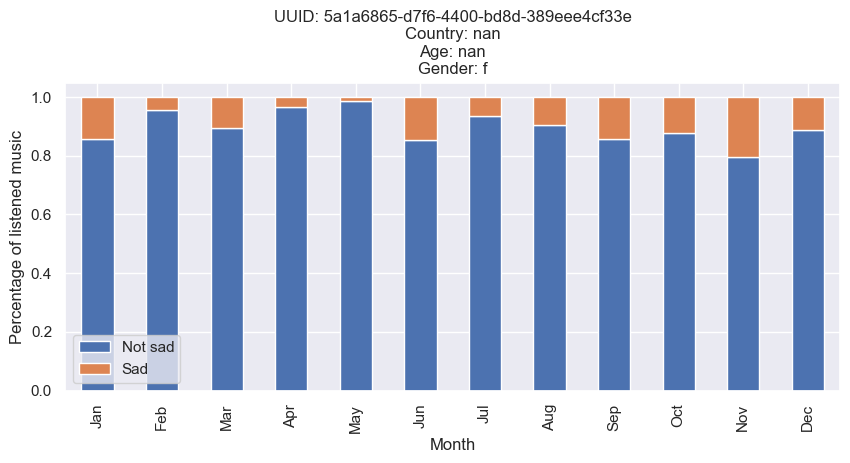 UUID: 5a1a6865-d7f6-4400-bd8d-389eee4cf33e
Country: nan
Age: nan
Gender: f
Percentage of listened music
1.0
0.8
0.6
0.4
0.2
0.0
Not sad
Sad
Jan
Feb
Mar
Apr
May
Jun
Jul
Aug
Sep
Oct
Nov
Dec
Month